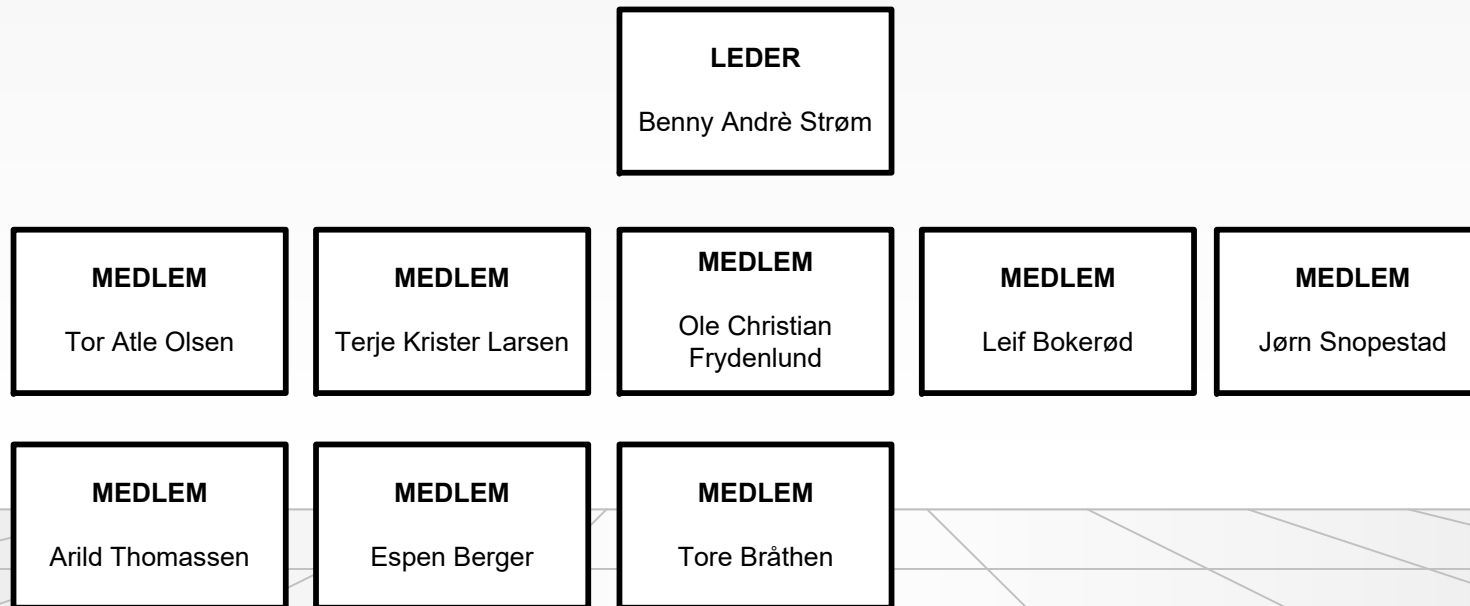 LEDER
Benny Andrè Strøm
MEDLEM
Tor Atle Olsen
MEDLEM
Terje Krister Larsen
MEDLEM
Ole Christian
Frydenlund
MEDLEM
Leif Bokerød
MEDLEM
Jørn Snopestad
MEDLEM
Arild Thomassen
MEDLEM
Espen Berger
MEDLEM
Tore Bråthen